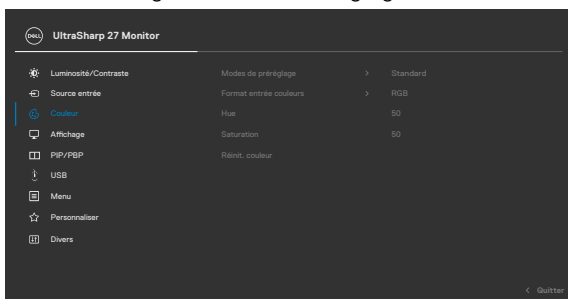 DELL UltraSharp 27 Monitor
Luminosité/Contraste Modes de préréglage > Standard
Source entrée Format entrée couleurs > RGB
Couleur Hue 50
Affichage Saturation 50
PIP/PBP Réinit. couleur
USB
Menu
Personnaliser
Divers
< Quitter